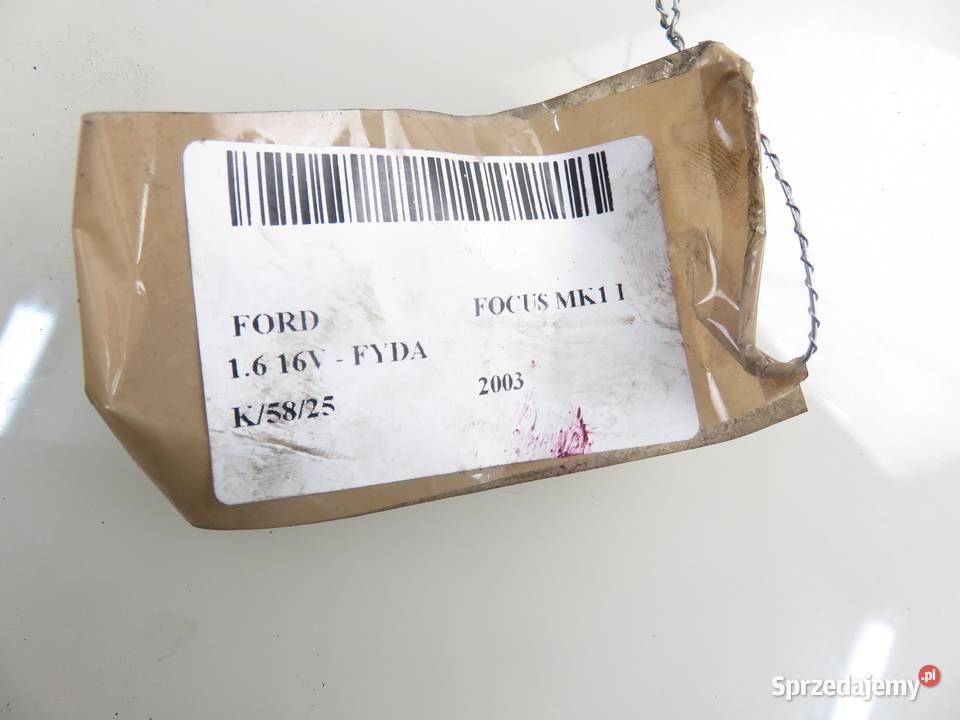 FORD FOCUS MK1 I
1.6 16V - FYDA
K/58/25 2003
Sprzedajemy.pl